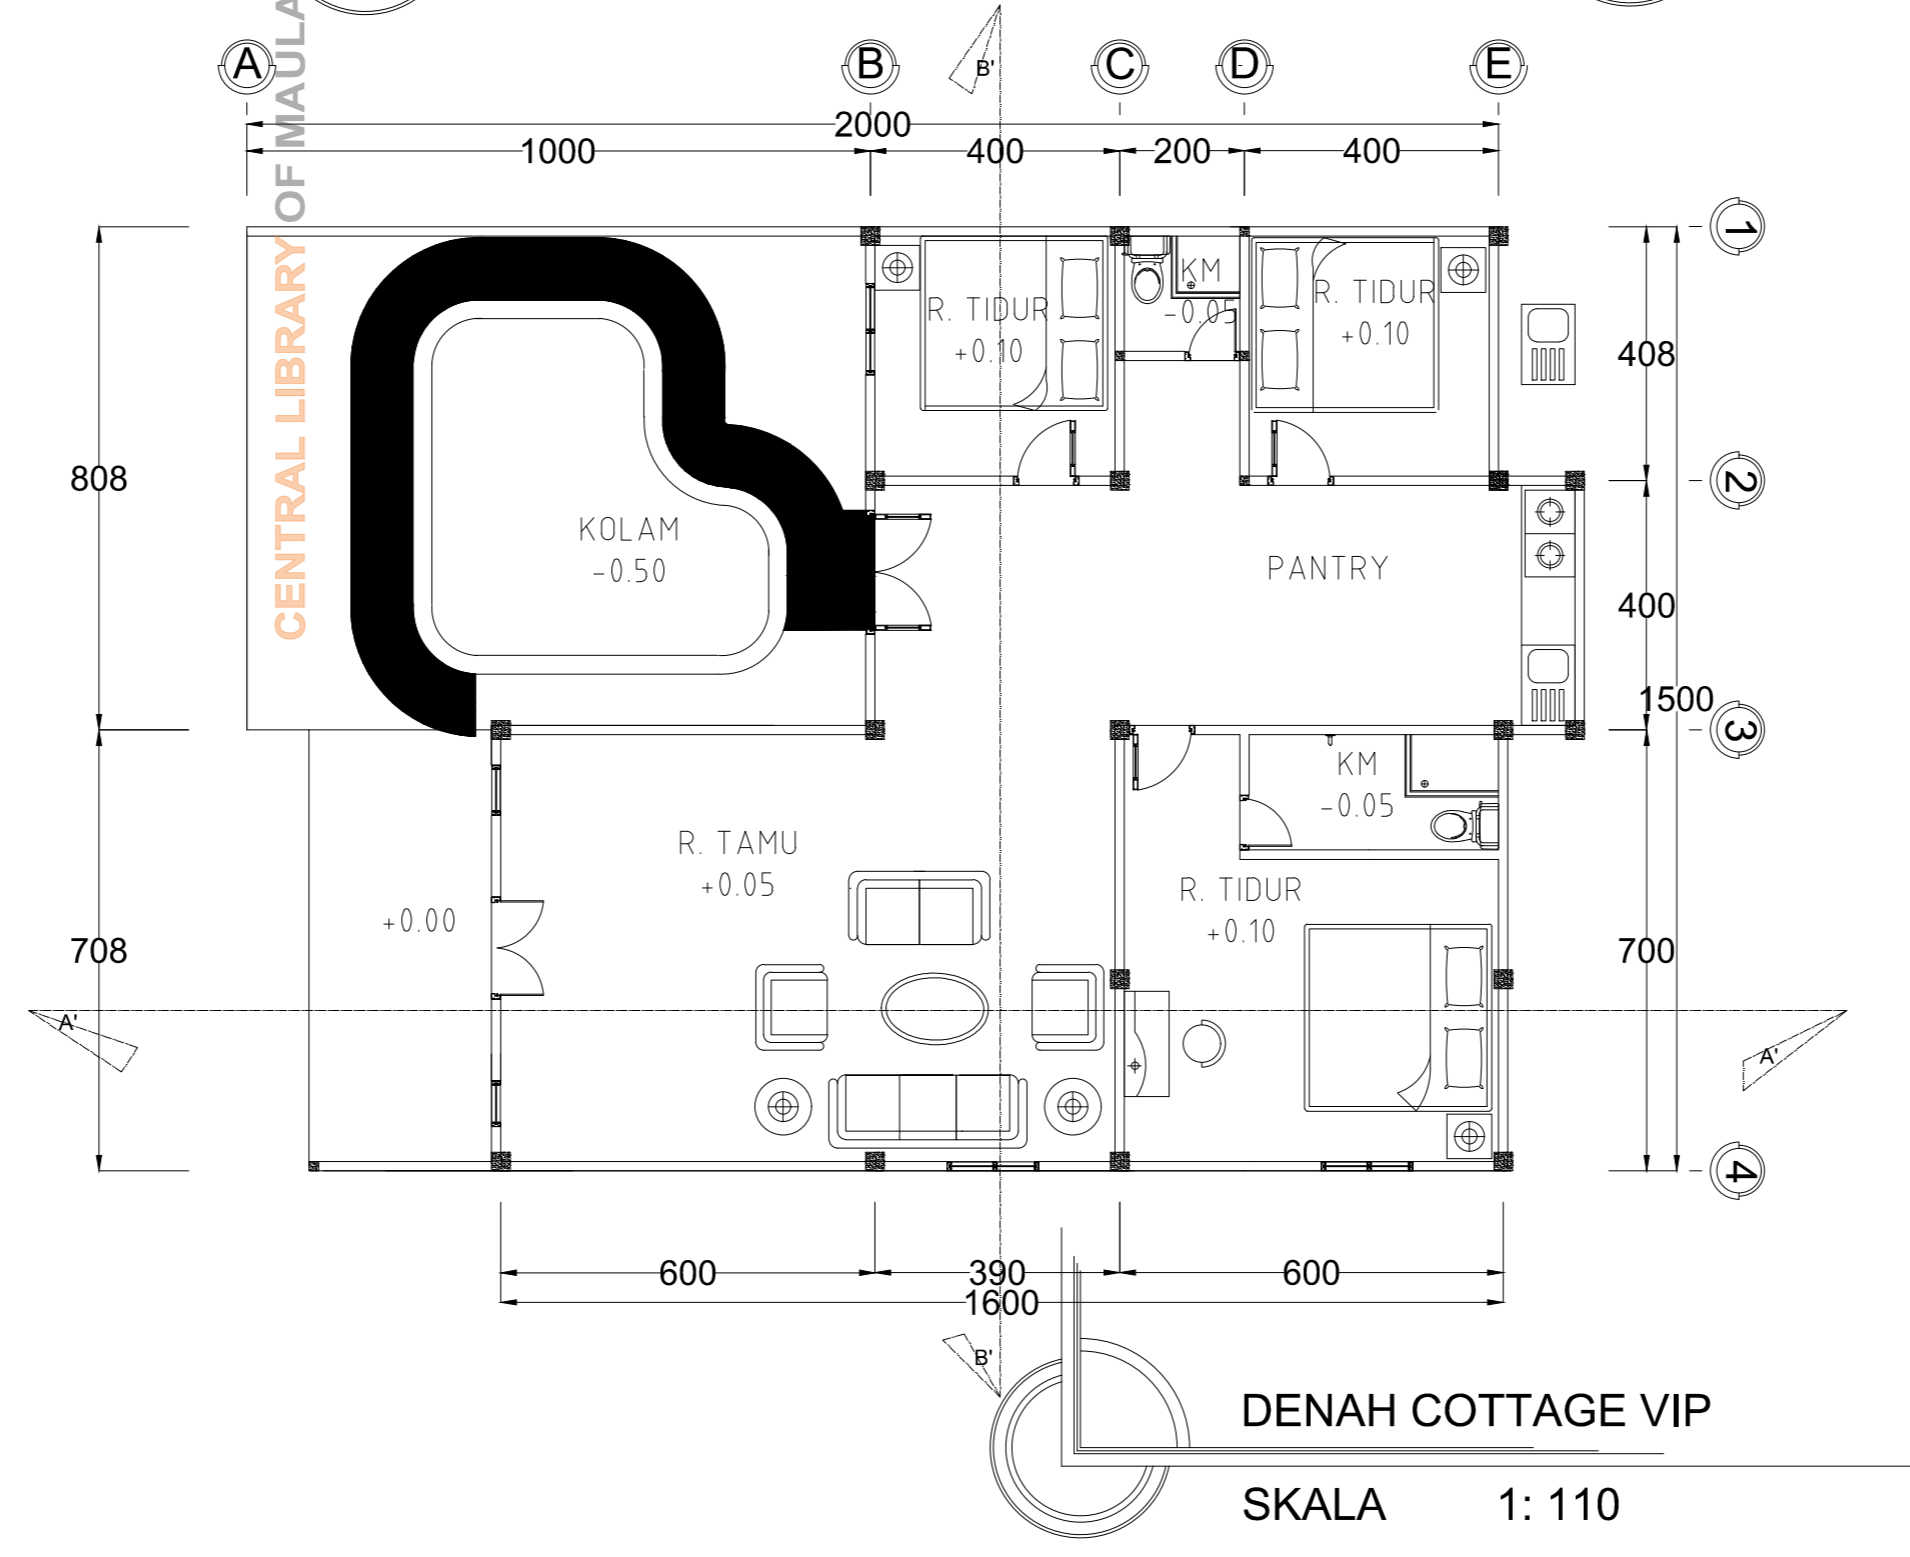 A
B
C
D
E
B'
2000
1000
400
200
400
1
2
3
4
CENTRAL LIBRARY OF MAULA
808
708
408
400
1500
700
R. TIDUR
+0.10
KM
-0.05
R. TIDUR
+0.10
KOLAM
-0.50
PANTRY
KM
-0.05
R. TAMU
+0.05
R. TIDUR
+0.10
+0.00
A'
A'
600
390
600
1600
B'
DENAH COTTAGE VIP
SKALA 1: 110